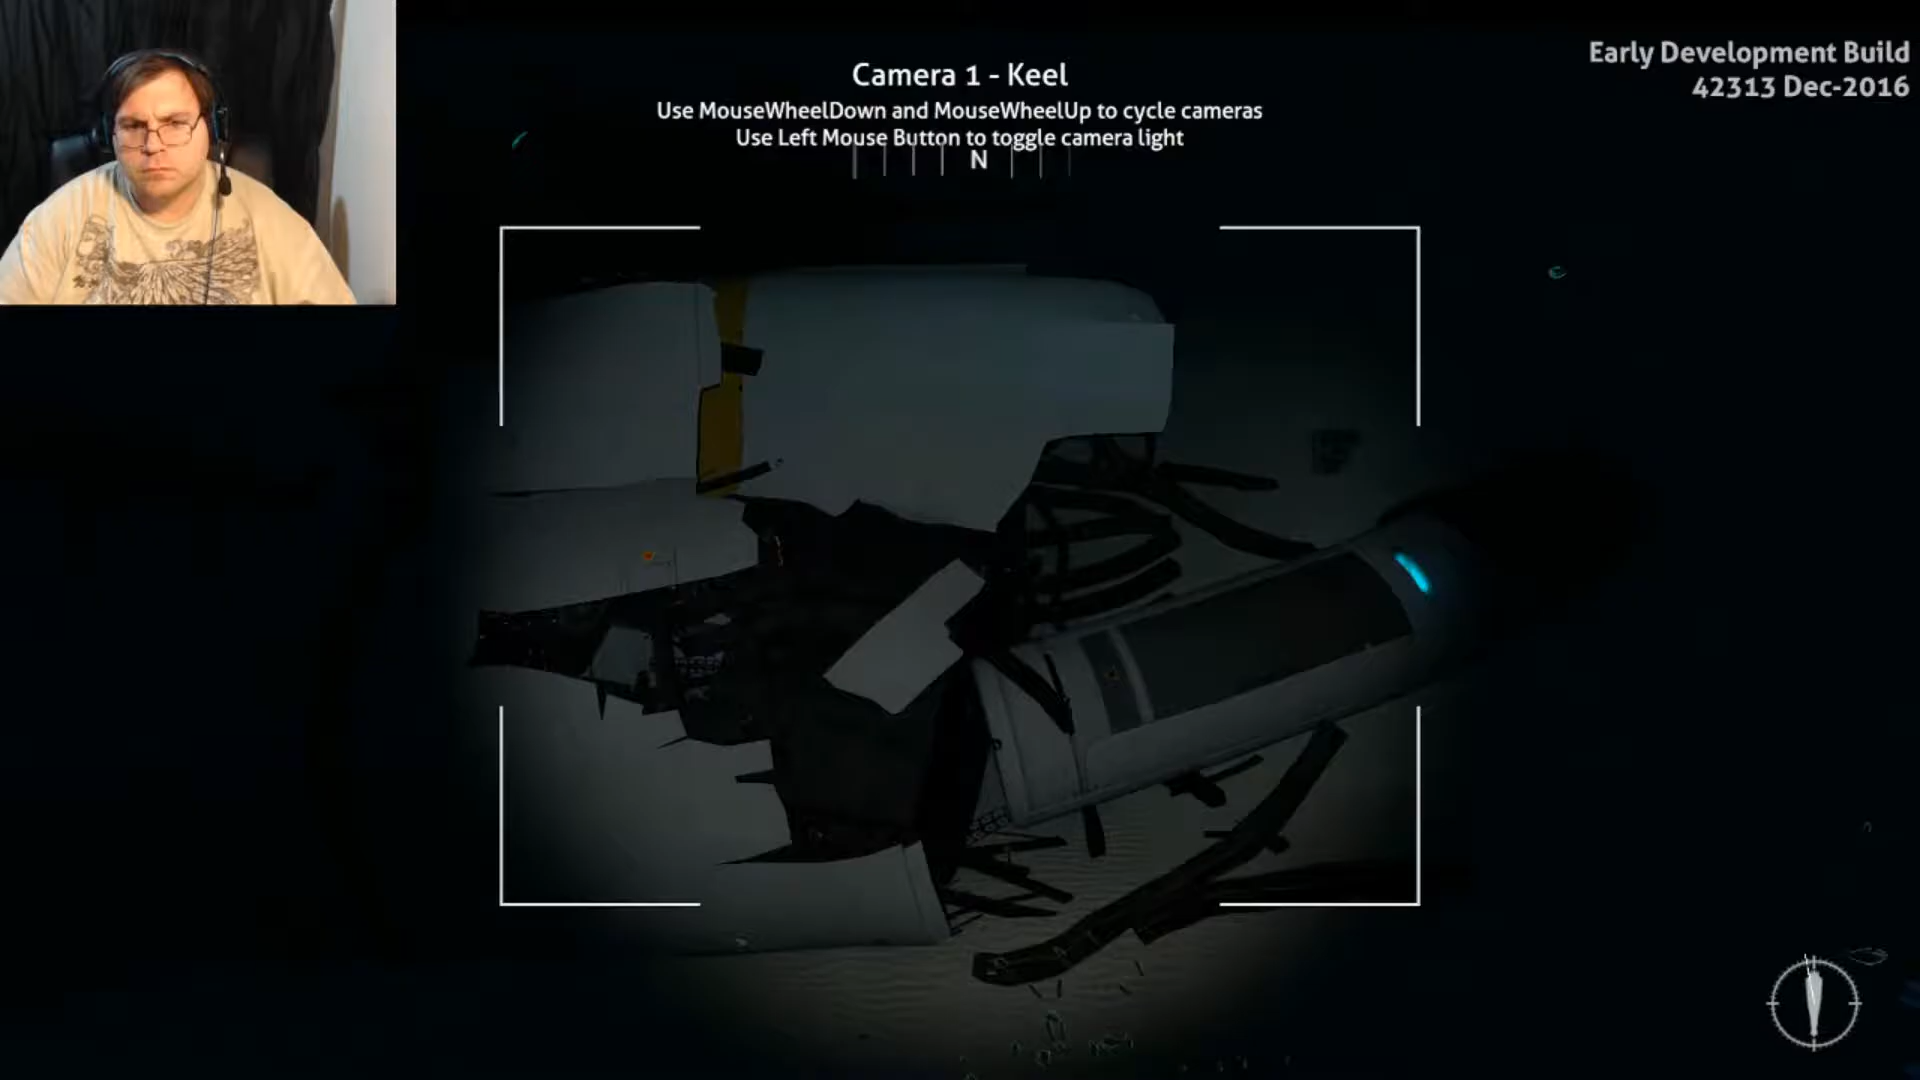 Early Development Build
42313 Dec-2016
Camera 1 - Keel
Use MouseWheelDown and MouseWheelUp to cycle cameras
Use Left Mouse Button to toggle camera light
N